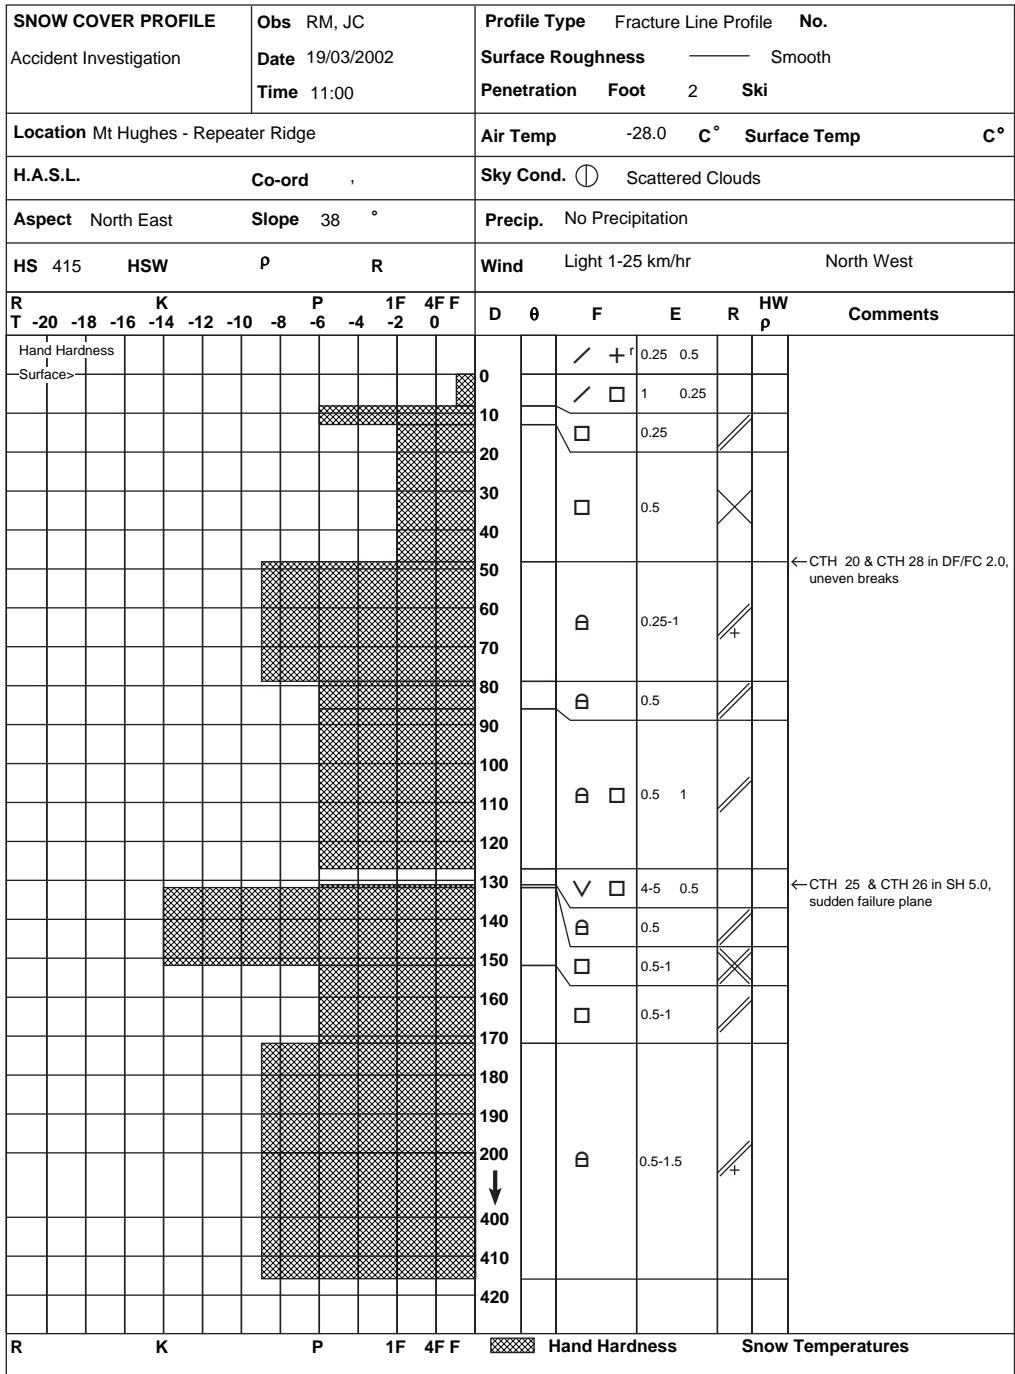 SNOW COVER PROFILE Obs RM, JC Profile Type Fracture Line Profile No.
Accident Investigation Date 19/03/2002 Surface Roughness Smooth
Time 11:00 Penetration Foot 2 Ski
Location Mt Hughes - Repeater Ridge Air Temp -28.0 C° Surface Temp C°
H.A.S.L. Co-ord , Sky Cond. Scattered Clouds
Aspect North East Slope 38 ° Precip. No Precipitation
HS 415 HSW ρ R Wind Light 1-25 km/hr North West
R K P 1F 4F F D θ F E R HW ρ Comments
T -20 -18 -16 -14 -12 -10 -8 -6 -4 -2 0
Hand Hardness
+ r 0.25 0.5
Surface>
0
1 0.25
10
0.25
20
30
0.5
40
50
←CTH 20 & CTH 28 in DF/FC 2.0,
uneven breaks
60
0.25-1
+
70
80
0.5
90
100
110
0.5 1
120
130
4-5 0.5
←CTH 25 & CTH 26 in SH 5.0,
sudden failure plane
140
0.5
150
0.5-1
160
0.5-1
170
180
190
200
0.5-1.5
+
400
410
420
R K P 1F 4F F Hand Hardness Snow Temperatures